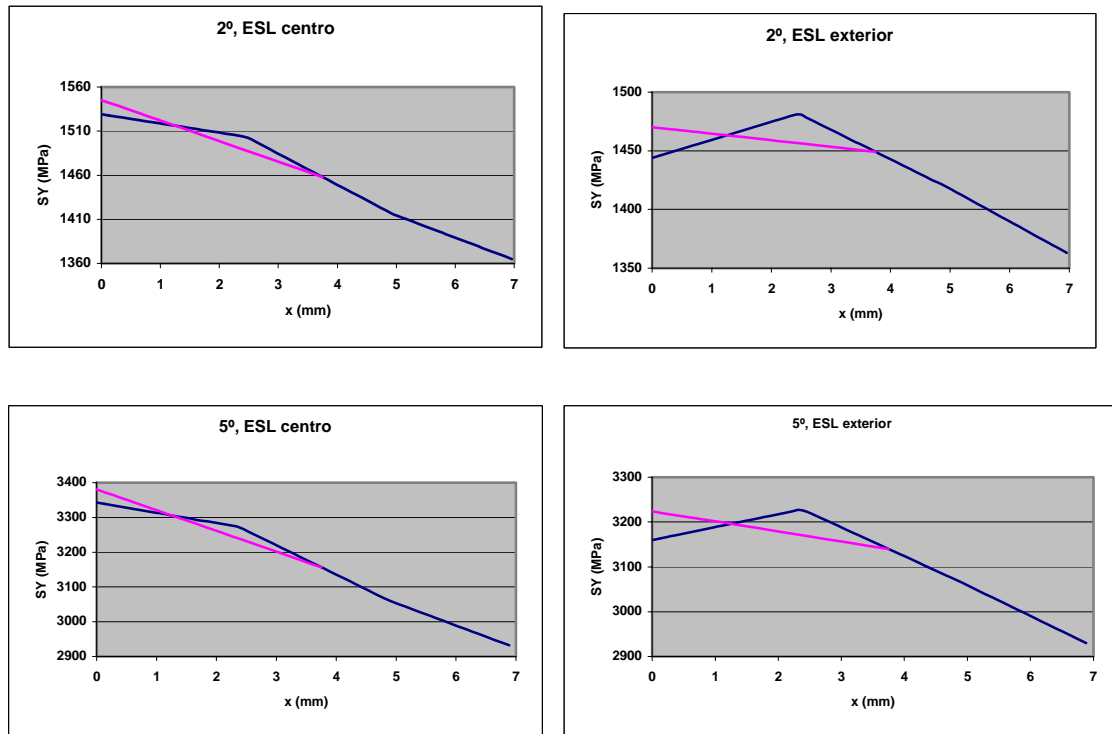 2º, ESL centro
1560
1510
1460
1410
1360
SY (MPa)
0 1 2 3 4 5 6 7
x (mm)
2º, ESL exterior
1500
1450
1400
1350
SY (MPa)
0 1 2 3 4 5 6 7
x (mm)
5º, ESL centro
3400
3300
3200
3100
3000
2900
SY (MPa)
0 1 2 3 4 5 6 7
x (mm)
5º, ESL exterior
3300
3200
3100
3000
2900
SY (MPa)
0 1 2 3 4 5 6 7
x (mm)